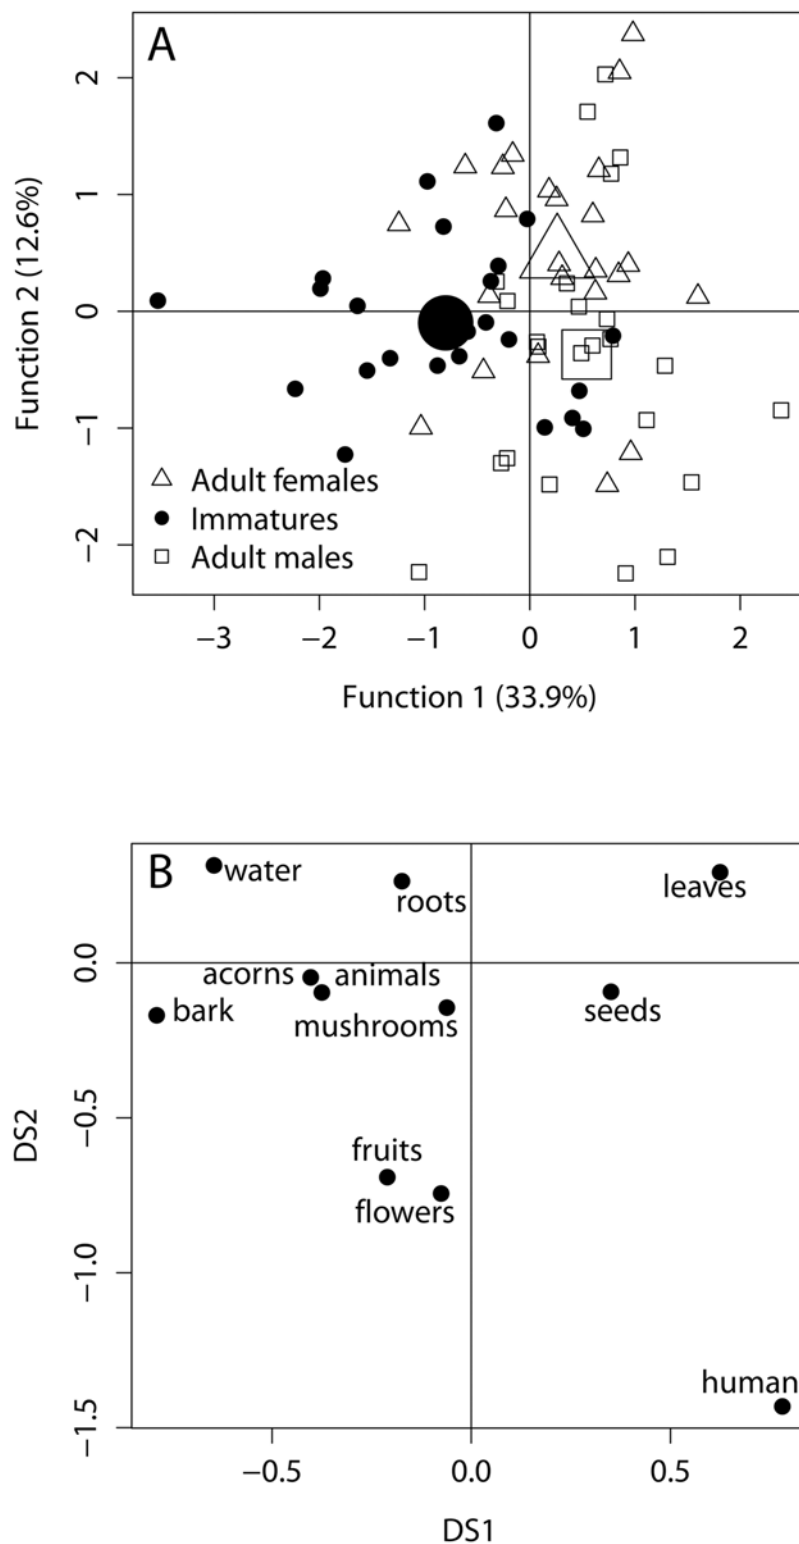 A
Function 2 (12.6%)
2
1
0
−1
−2
Adult females
Immatures
Adult males
−3 −2 −1 0 1 2
Function 1 (33.9%)
B
water
roots
leaves
acorns animals
bark
mushrooms
seeds
fruits
flowers
human
DS2
0.0
−0.5
−1.0
−1.5
−0.5 0.0 0.5
DS1